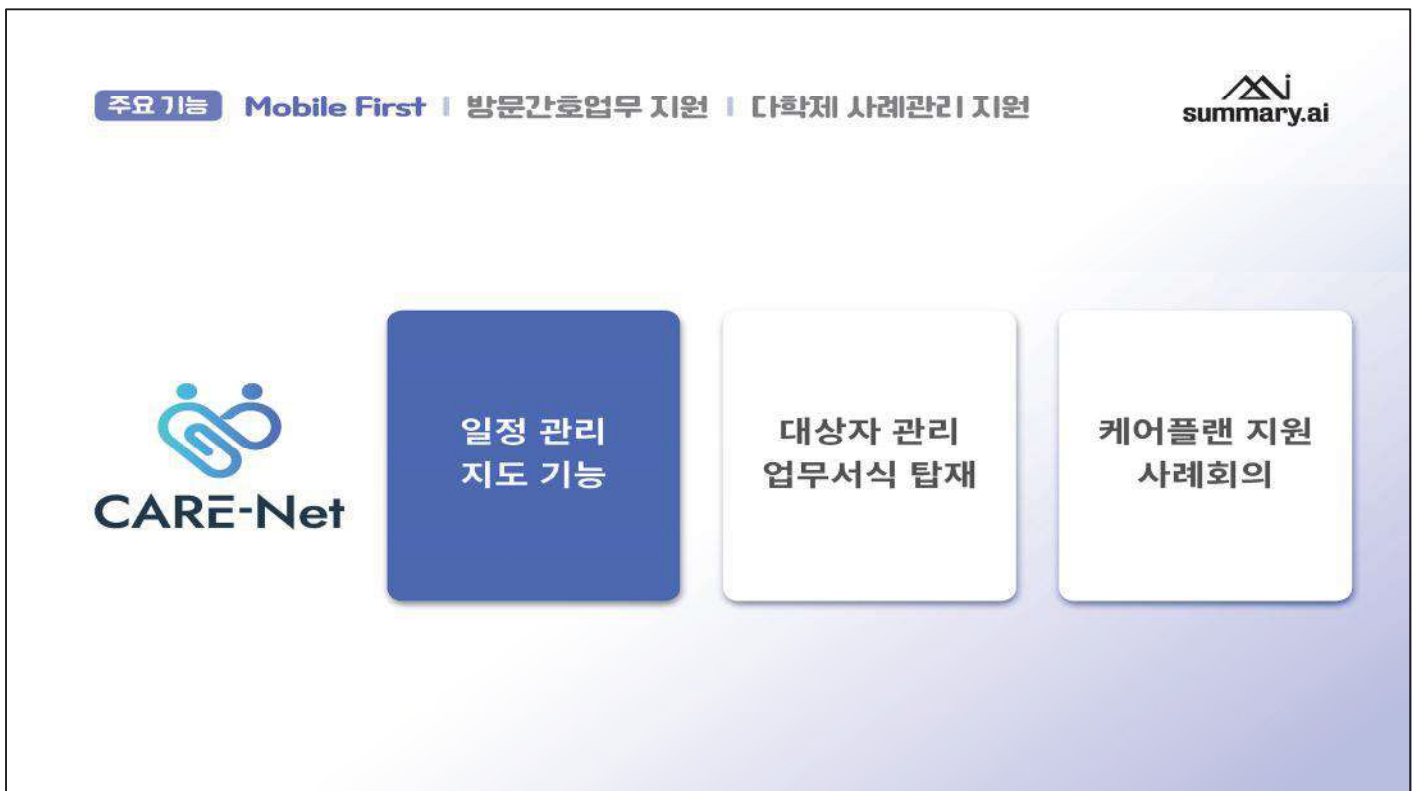 주요 기능 Mobile First | 방문간호업무 지원 | 다학제 사례관리 지원
summary.ai
CARE-Net
일정 관리
지도 기능
대상자 관리
업무서식 탑재
케어플랜 지원
사례회의